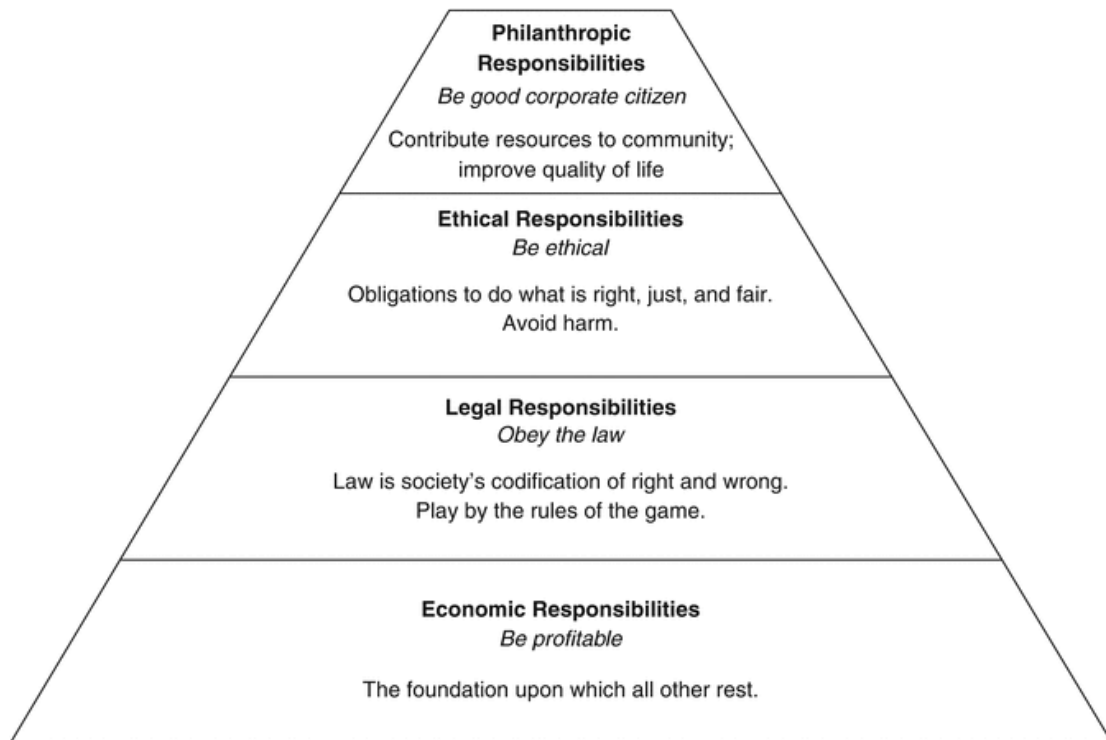 Philanthropic
Responsibilities
Be good corporate citizen
Contribute resources to community;
improve quality of life
Ethical Responsibilities
Be ethical
Obligations to do what is right, just, and fair.
Avoid harm.
Legal Responsibilities
Obey the law
Law is society’s codification of right and wrong.
Play by the rules of the game.
Economic Responsibilities
Be profitable
The foundation upon which all other rest.